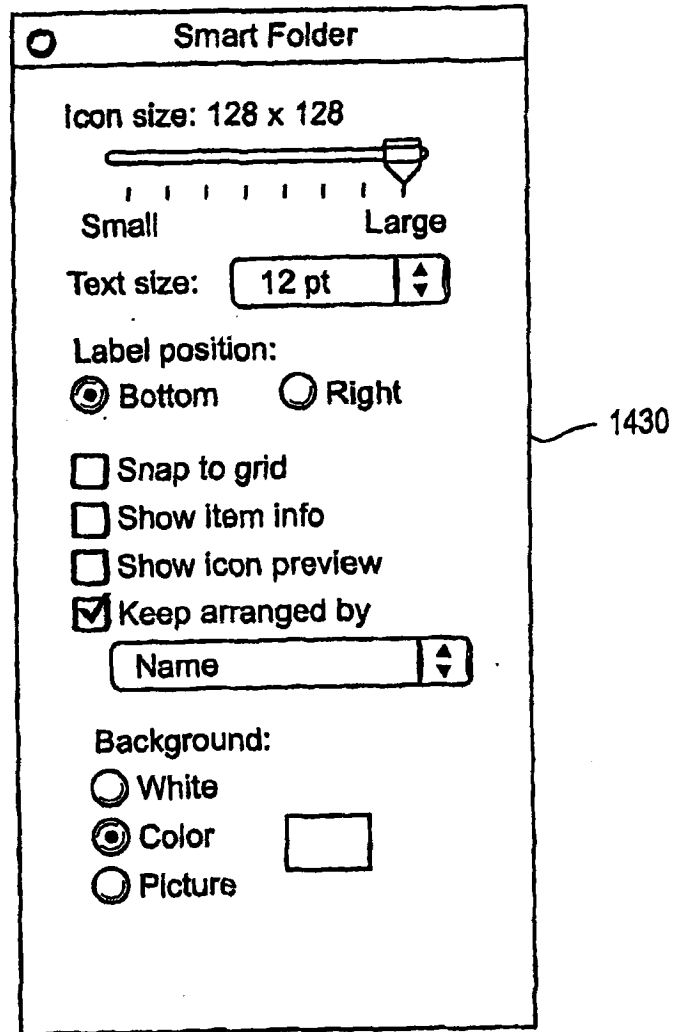 Smart Folder
Icon size: 128 x 128
Small Large
Text size: 12 pt
Label position:
Bottom Right
1430
Snap to grid
Show item info
Show icon preview
Keep arranged by
Name
Background:
White
Color
Picture